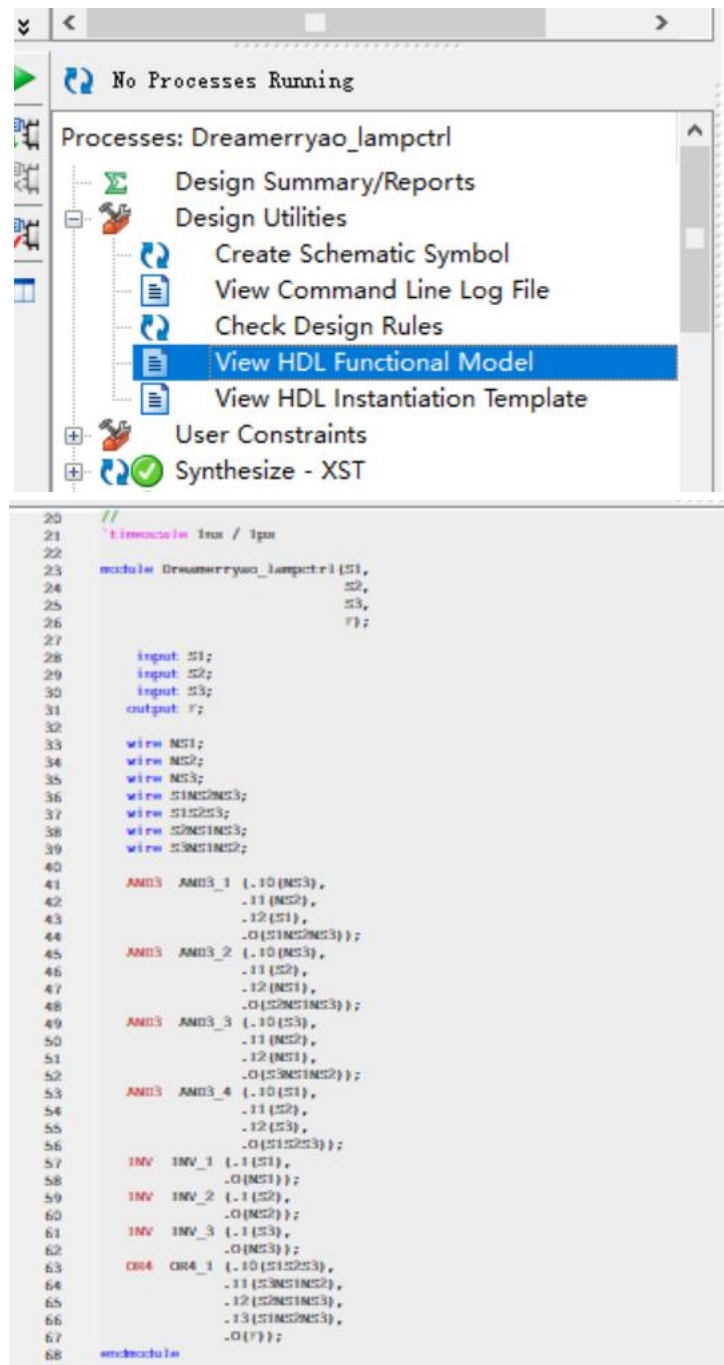 No Processes Running
Processes: Dreamerryao_lampctrl
Design Summary/Reports
Design Utilities
Create Schematic Symbol
View Command Line Log File
Check Design Rules
View HDL Functional Model
View HDL Instantiation Template
User Constraints
Synthesize - XST
20 //
21 `timescale 1ns / 1ps
22
23 module Dreamerryao_lampctrl(S1,
24 S2,
25 S3,
26 F);
27
28 input S1;
29 input S2;
30 input S3;
31 output F;
32
33 wire NS1;
34 wire NS2;
35 wire NS3;
36 wire S1NS2NS3;
37 wire S1S2S3;
38 wire S2NS1NS3;
39 wire S3NS1NS2;
40
41 AND3 AND3_1 (.I0(NS3),
42 .I1(NS2),
43 .I2(S1),
44 .O(S1NS2NS3));
45 AND3 AND3_2 (.I0(NS3),
46 .I1(S2),
47 .I2(NS1),
48 .O(S2NS1NS3));
49 AND3 AND3_3 (.I0(S3),
50 .I1(NS2),
51 .I2(NS1),
52 .O(S3NS1NS2));
53 AND3 AND3_4 (.I0(S1),
54 .I1(S2),
55 .I2(S3),
56 .O(S1S2S3));
57 INV INV_1 (.I(S1),
58 .O(NS1));
59 INV INV_2 (.I(S2),
60 .O(NS2));
61 INV INV_3 (.I(S3),
62 .O(NS3));
63 OR4 OR4_1 (.I0(S1S2S3),
64 .I1(S3NS1NS2),
65 .I2(S2NS1NS3),
66 .I3(S1NS2NS3),
67 .O(F));
68 endmodule